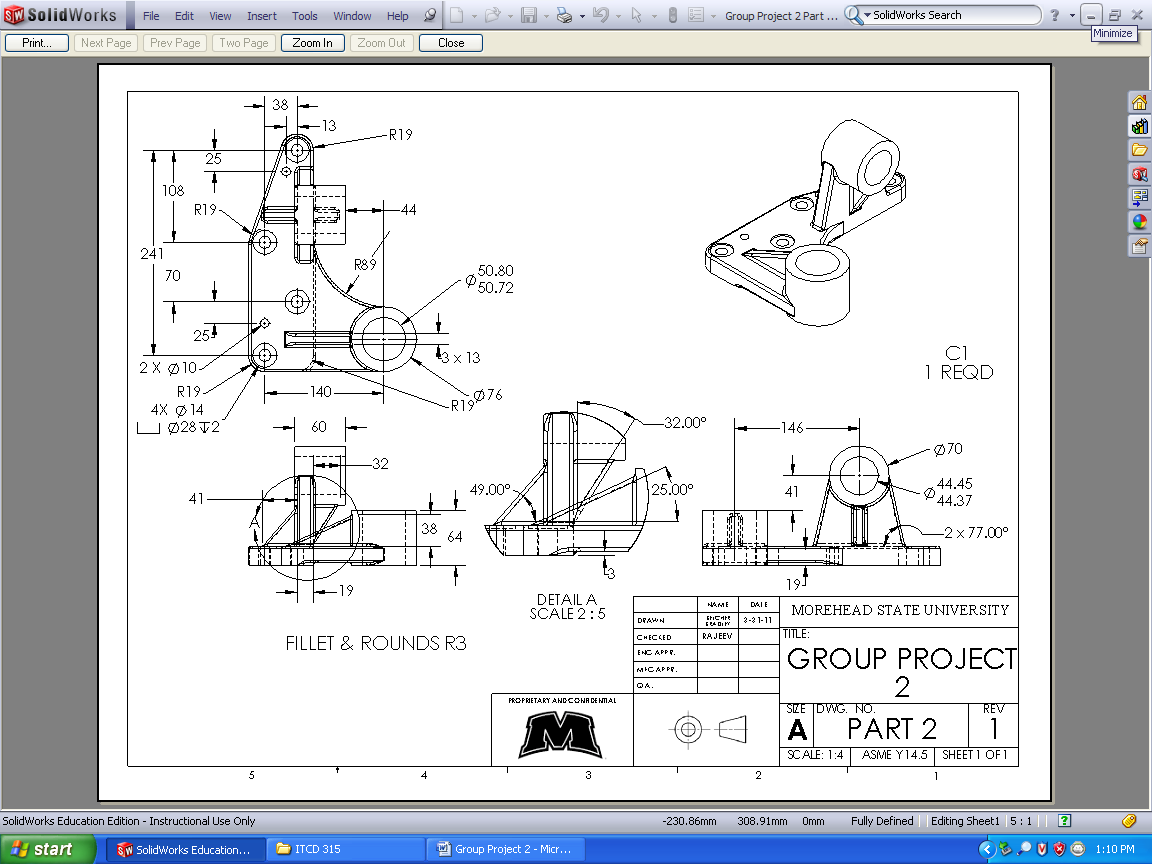 SolidWorks File Edit View Insert Tools Window Help Group Project 2 Part ... SolidWorks Search
Print... Next Page Prev Page Two Page Zoom In Zoom Out Close
Minimize
38
13
R19
25
108
R19
44
241
R89
70
50.80
50.72
25
3 x 13
2 X ⌀10
R19
140
⌀76
R19
4X ⌀14
⌴ ⌀28↧2
C1
1 REQD
60
32
41
A
38
64
19
32.00°
49.00°
25.00°
3
DETAIL A
SCALE 2 : 5
146
⌀70
41
⌀ 44.45
44.37
2 x 77.00°
19
FILLET & ROUNDS R3
NAME DATE
DRAWN 3-31-11
CHECKED RAJEEV
ENG APPR.
MFG APPR.
Q.A.
MOREHEAD STATE UNIVERSITY
TITLE:
GROUP PROJECT
2
SIZE DWG. NO. REV
A PART 2 1
SCALE: 1:4 ASME Y14.5 SHEET 1 OF 1
PROPRIETARY AND CONFIDENTIAL
M
5 4 3 2 1
SolidWorks Education Edition - Instructional Use Only -230.86mm 308.91mm 0mm Fully Defined Editing Sheet1 5 : 1
start SolidWorks Education... ITCD 315 Group Project 2 - Micr... 1:10 PM